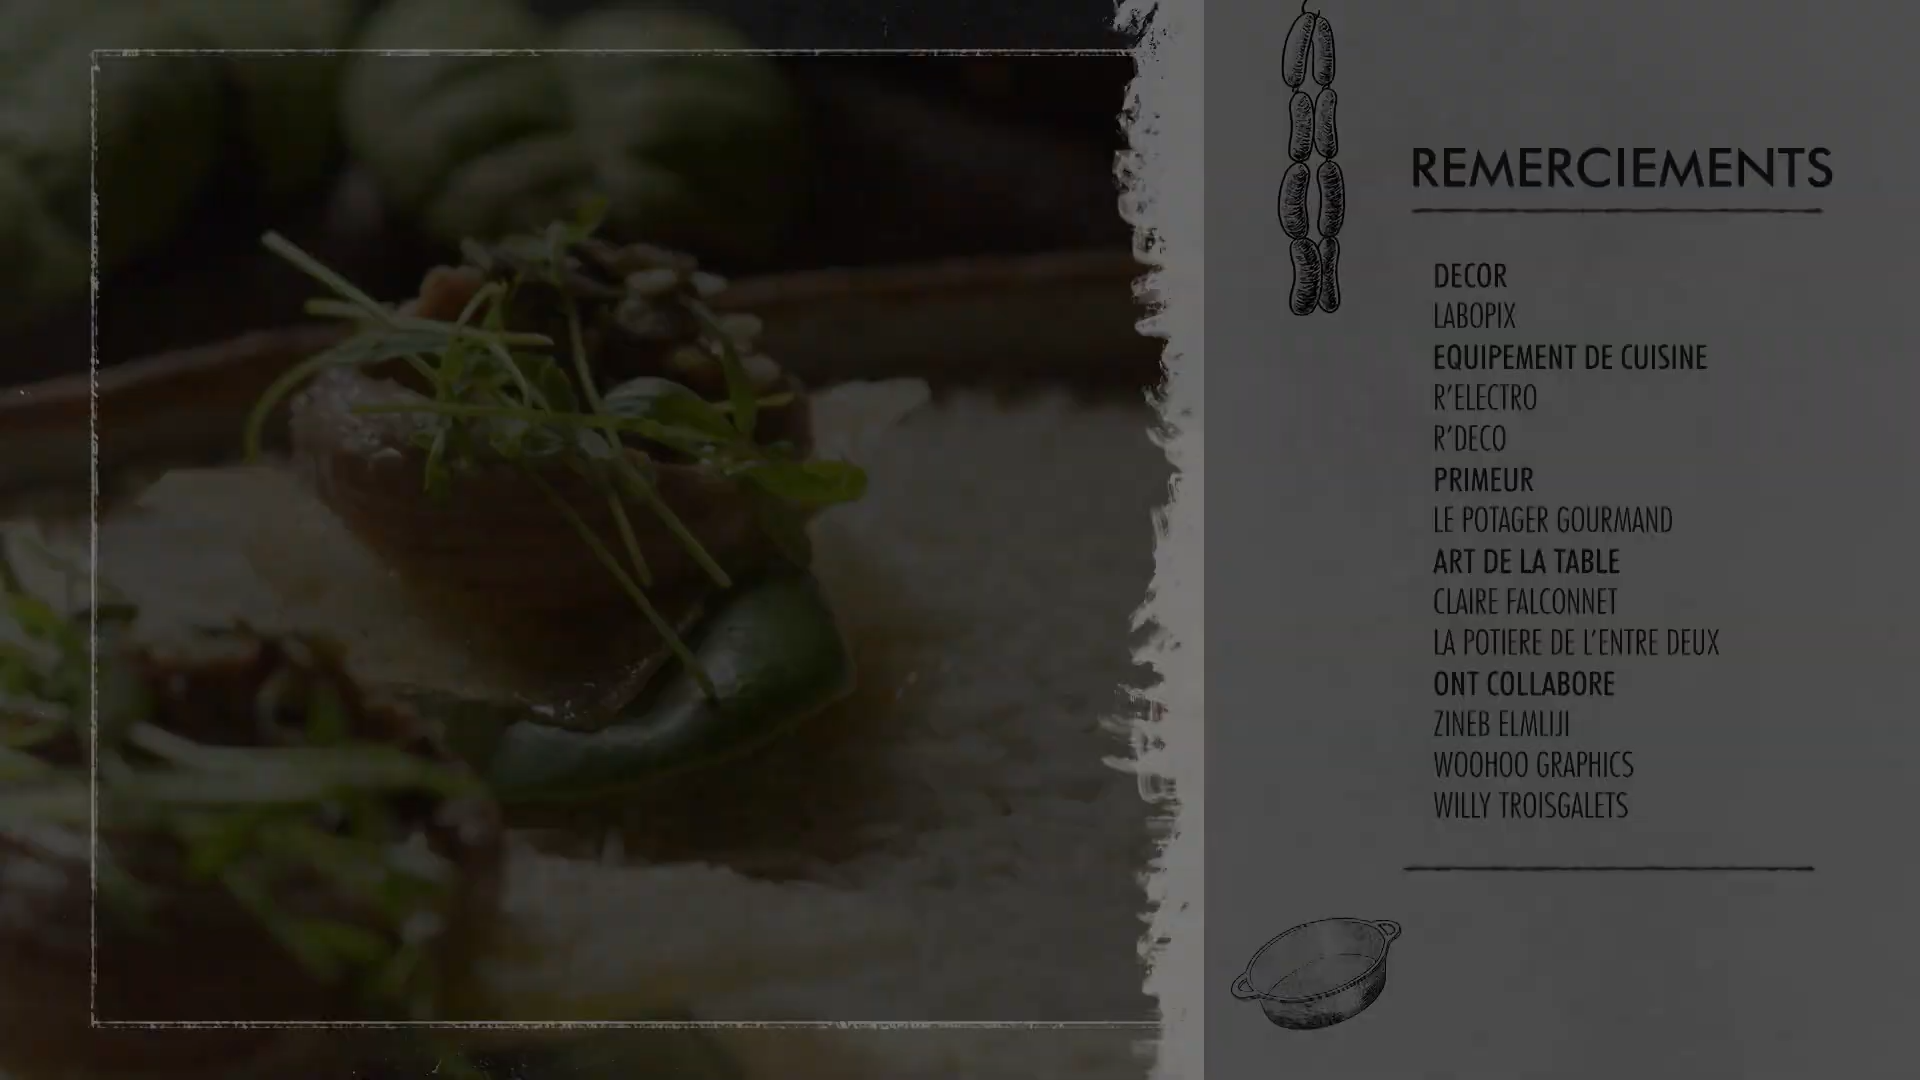 REMERCIEMENTS
DECOR
LABOPIX
EQUIPEMENT DE CUISINE
R'ELECTRO
R'DECO
PRIMEUR
LE POTAGER GOURMAND
ART DE LA TABLE
CLAIRE FALCONNET
LA POTIERE DE L'ENTRE DEUX
ONT COLLABORE
ZINEB ELMLIJI
WOOHOO GRAPHICS
WILLY TROISGALETS